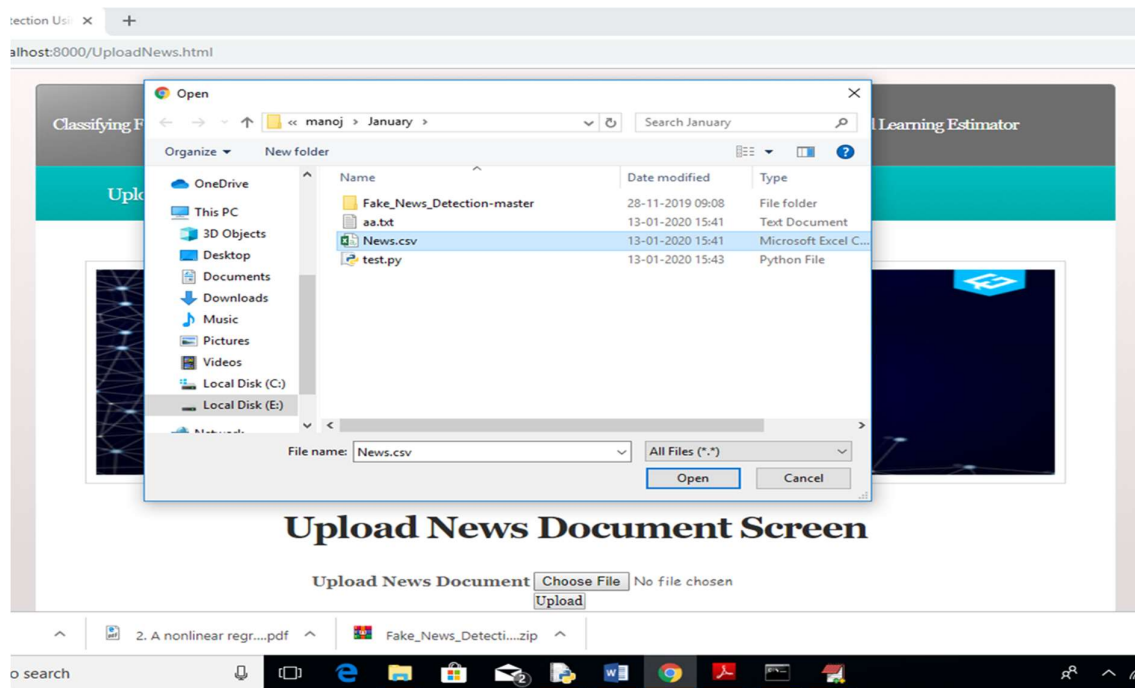 tection Usi × +
alhost:8000/UploadNews.html
Open
Classifying F
l Learning Estimator
« manoj > January >
Search January
Organize
New folder
Uplo
Name Date modified Type
OneDrive
This PC
3D Objects
Desktop
Documents
Downloads
Music
Pictures
Videos
Local Disk (C:)
Local Disk (E:)
Network
Fake_News_Detection-master 28-11-2019 09:08 File folder
aa.txt 13-01-2020 15:41 Text Document
News.csv 13-01-2020 15:41 Microsoft Excel C...
test.py 13-01-2020 15:43 Python File
File name: News.csv All Files (*.*)
Open Cancel
Upload News Document Screen
Upload News Document Choose File No file chosen
Upload
2. A nonlinear regr....pdf Fake_News_Detecti....zip
o search
2